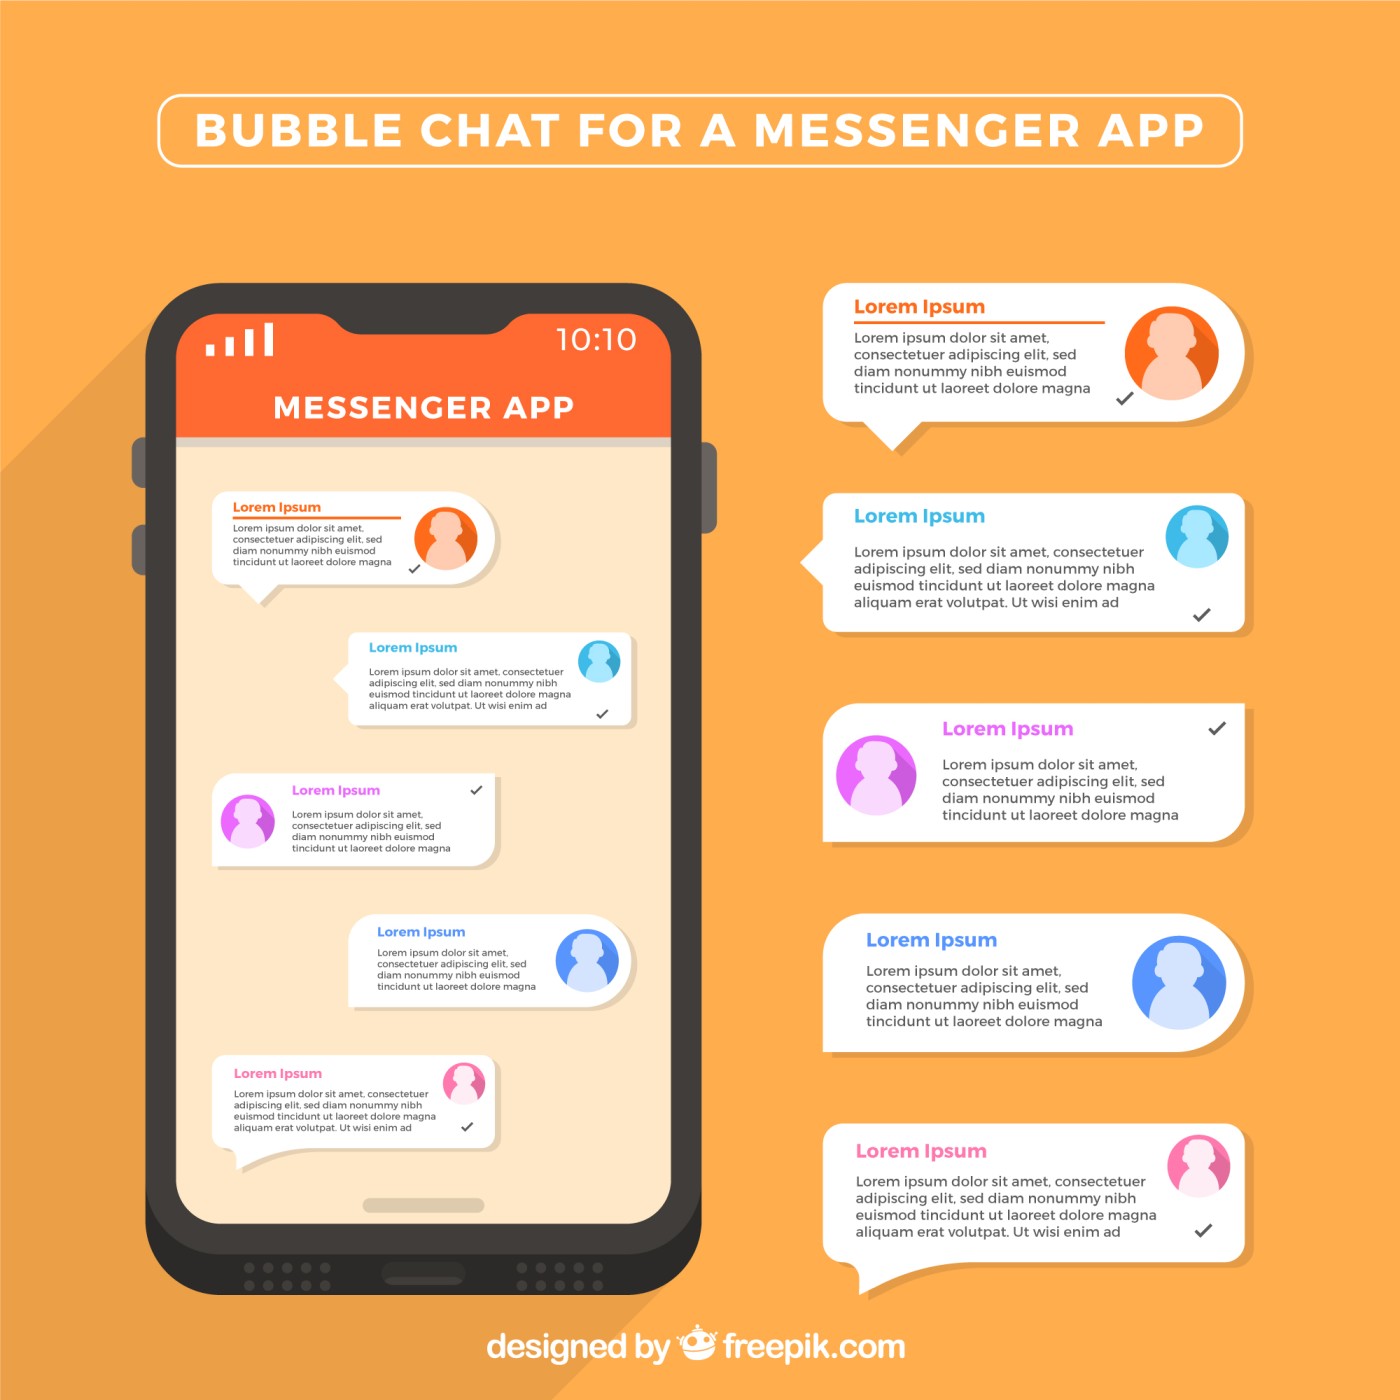 BUBBLE CHAT FOR A MESSENGER APP
10:10
MESSENGER APP
Lorem Ipsum
Lorem ipsum dolor sit amet,
consectetuer adipiscing elit, sed
diam nonummy nibh euismod
tincidunt ut laoreet dolore magna
Lorem Ipsum
Lorem ipsum dolor sit amet, consectetuer
adipiscing elit, sed diam nonummy nibh
euismod tincidunt ut laoreet dolore magna
aliquam erat volutpat. Ut wisi enim ad
Lorem Ipsum
Lorem ipsum dolor sit amet,
consectetuer adipiscing elit, sed
diam nonummy nibh euismod
tincidunt ut laoreet dolore magna
Lorem Ipsum
Lorem ipsum dolor sit amet,
consectetuer adipiscing elit, sed
diam nonummy nibh euismod
tincidunt ut laoreet dolore magna
Lorem Ipsum
Lorem ipsum dolor sit amet, consectetuer
adipiscing elit, sed diam nonummy nibh
euismod tincidunt ut laoreet dolore magna
aliquam erat volutpat. Ut wisi enim ad
Lorem Ipsum
Lorem ipsum dolor sit amet,
consectetuer adipiscing elit, sed
diam nonummy nibh euismod
tincidunt ut laoreet dolore magna
Lorem Ipsum
Lorem ipsum dolor sit amet, consectetuer
adipiscing elit, sed diam nonummy nibh
euismod tincidunt ut laoreet dolore magna
aliquam erat volutpat. Ut wisi enim ad
Lorem Ipsum
Lorem ipsum dolor sit amet,
consectetuer adipiscing elit, sed
diam nonummy nibh euismod
tincidunt ut laoreet dolore magna
Lorem Ipsum
Lorem ipsum dolor sit amet,
consectetuer adipiscing elit, sed
diam nonummy nibh euismod
tincidunt ut laoreet dolore magna
Lorem Ipsum
Lorem ipsum dolor sit amet, consectetuer
adipiscing elit, sed diam nonummy nibh
euismod tincidunt ut laoreet dolore magna
aliquam erat volutpat. Ut wisi enim ad
designed by freepik.com